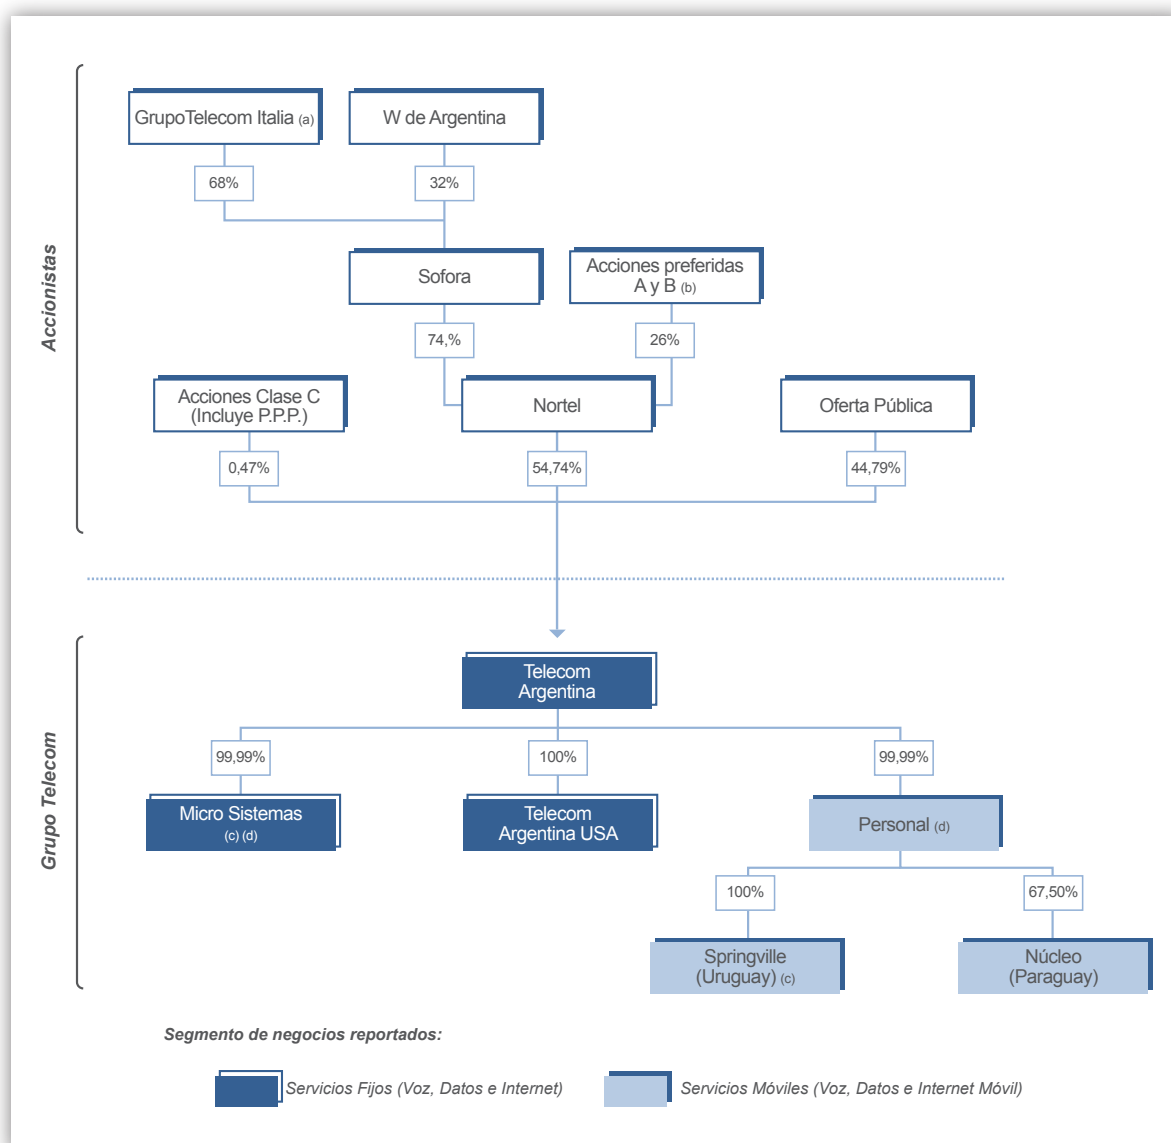 Accionistas
GrupoTelecom Italia (a)
W de Argentina
68%
32%
Sofora
Acciones preferidas
A y B (b)
74,%
26%
Acciones Clase C
(Incluye P.P.P.)
Nortel
Oferta Pública
0,47%
54,74%
44,79%
Grupo Telecom
Telecom
Argentina
99,99%
100%
99,99%
Micro Sistemas
(c) (d)
Telecom
Argentina USA
Personal (d)
100%
67,50%
Springville
(Uruguay) (c)
Núcleo
(Paraguay)
Segmento de negocios reportados:
Servicios Fijos (Voz, Datos e Internet)
Servicios Móviles (Voz, Datos e Internet Móvil)